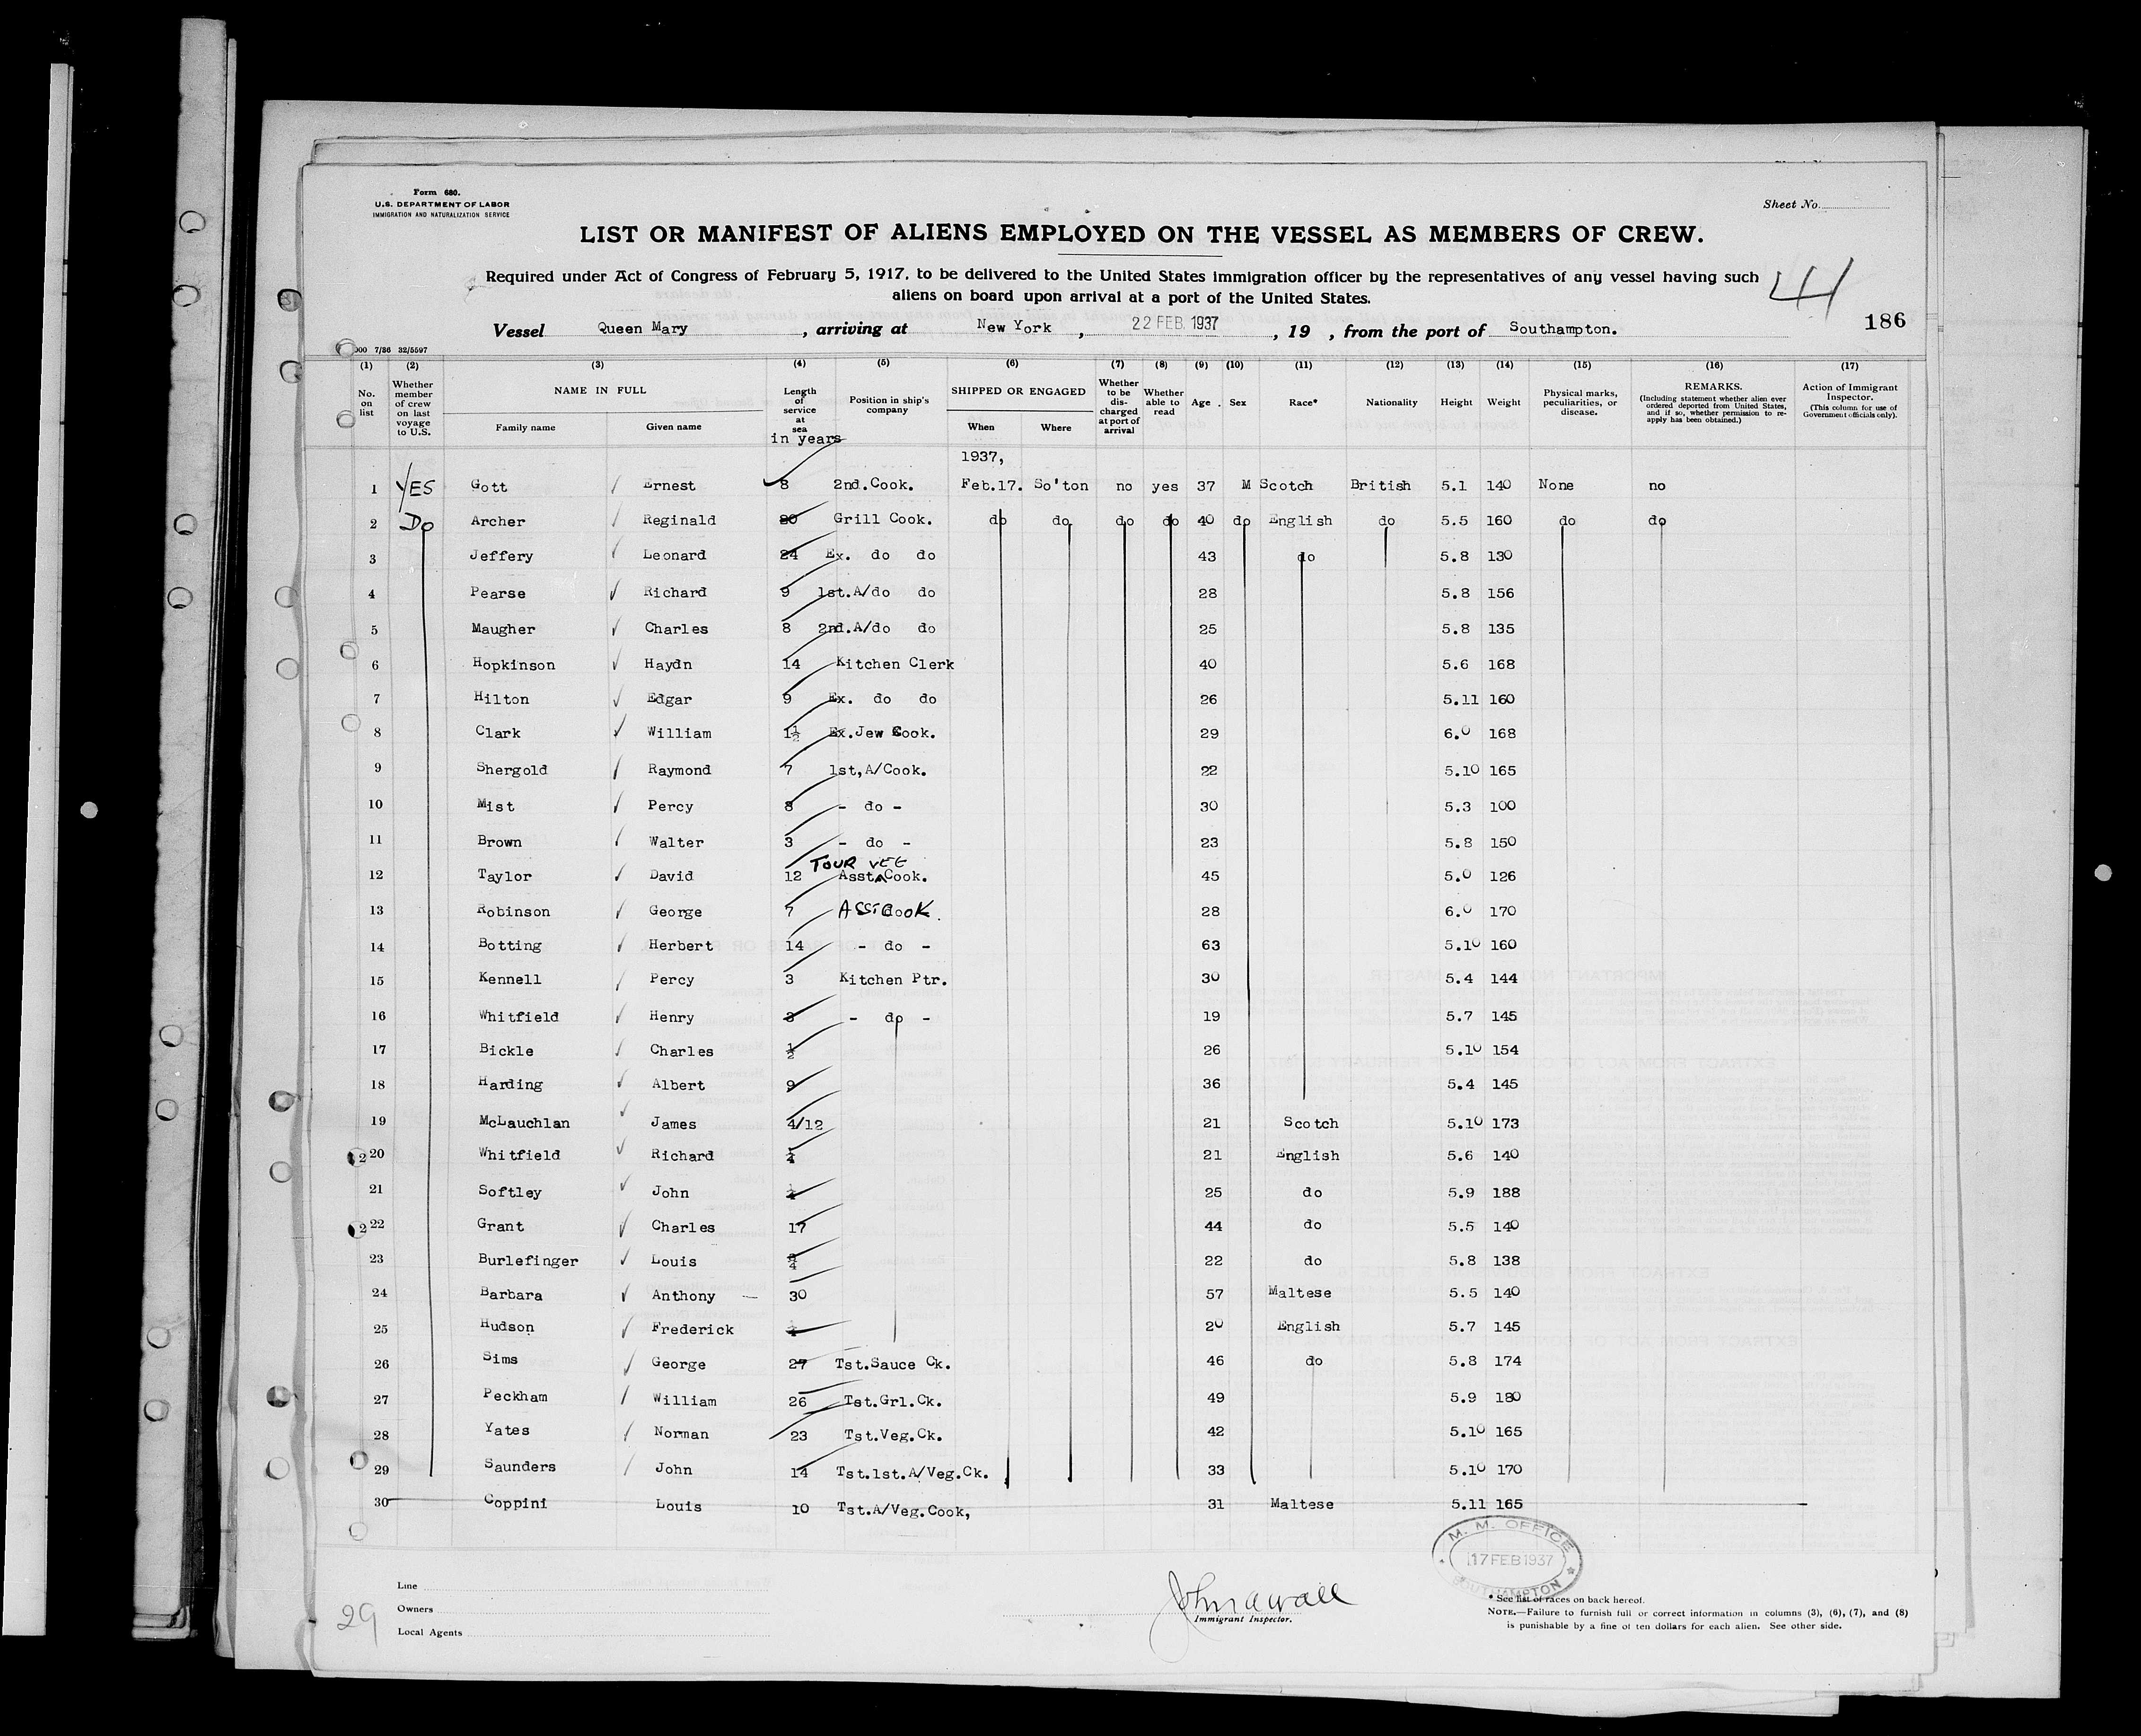 Form 680.
U.S. DEPARTMENT OF LABOR
IMMIGRATION AND NATURALIZATION SERVICE
Sheet No.
LIST OR MANIFEST OF ALIENS EMPLOYED ON THE VESSEL AS MEMBERS OF CREW.
Required under Act of Congress of February 5, 1917, to be delivered to the United States immigration officer by the representatives of any vessel having such
aliens on board upon arrival at a port of the United States.
Vessel Queen Mary, arriving at New York, 22 FEB. 1937, 19 , from the port of Southampton.
186
000 7/36 32/5597
(1) (2) (3) (4) (5) (6) (7) (8) (9) (10) (11) (12) (13) (14) (15) (16) (17)
No. on list
Whether member of crew on last voyage to U.S.
NAME IN FULL
Family name Given name
Length of service at sea
in years
Position in ship's company
SHIPPED OR ENGAGED
When Where
Whether to be discharged at port of arrival
Whether able to read
Age Sex Race* Nationality Height Weight
Physical marks, peculiarities, or disease.
REMARKS.
(Including statement whether alien ever ordered deported from United States, and if so, whether permission to reapply has been obtained.)
Action of Immigrant Inspector.
(This column for use of Government officials only).
1937,
1 YES Gott Ernest 8 2nd.Cook. Feb.17. So'ton no yes 37 M Scotch British 5.1 140 None no
2 Do Archer Reginald 20 Grill Cook. do do do do 40 do English do 5.5 160 do do
3 Jeffery Leonard 24 Ex. do do 43 do 5.8 130
4 Pearse Richard 9 1st.A/do do 28 5.8 156
5 Maugher Charles 8 2nd.A/do do 25 5.8 135
6 Hopkinson Haydn 14 Kitchen Clerk 40 5.6 168
7 Hilton Edgar 9 Ex. do do 26 5.11 160
8 Clark William 1½ Ex.Jew Cook. 29 6.0 168
9 Shergold Raymond 7 1st,A/Cook. 22 5.10 165
10 Mist Percy 8 - do - 30 5.3 100
11 Brown Walter 3 - do - 23 5.8 150
TOUR VEG
12 Taylor David 12 Asst Cook. 45 5.0 126
13 Robinson George 7 ASST COOK. 28 6.0 170
14 Botting Herbert 14 - do - 63 5.10 160
15 Kennell Percy 3 Kitchen Ptr. 30 5.4 144
16 Whitfield Henry 3 - do - 19 5.7 145
17 Bickle Charles ½ 26 5.10 154
18 Harding Albert 9 36 5.4 145
19 McLauchlan James 4/12 21 Scotch 5.10 173
20 Whitfield Richard 21 English 5.6 140
21 Softley John 25 do 5.9 188
22 Grant Charles 17 44 do 5.5 140
23 Burlefinger Louis ¾ 22 do 5.8 138
24 Barbara Anthony 30 57 Maltese 5.5 140
25 Hudson Frederick 20 English 5.7 145
26 Sims George 27 Tst.Sauce Ck. 46 do 5.8 174
27 Peckham William 26 Tst.Grl.Ck. 49 5.9 180
28 Yates Norman 23 Tst.Veg.Ck. 42 5.10 165
29 Saunders John 14 Tst.1st.A/Veg.Ck. 33 5.10 170
30 Coppini Louis 10 Tst.A/Veg.Cook, 31 Maltese 5.11 165
M. M. OFFICE
17 FEB 1937
SOUTHAMPTON
Line
Owners
Local Agents
29
Immigrant Inspector.
* See list of races on back hereof.
NOTE.—Failure to furnish full or correct information in columns (3), (6), (7), and (8)
is punishable by a fine of ten dollars for each alien. See other side.